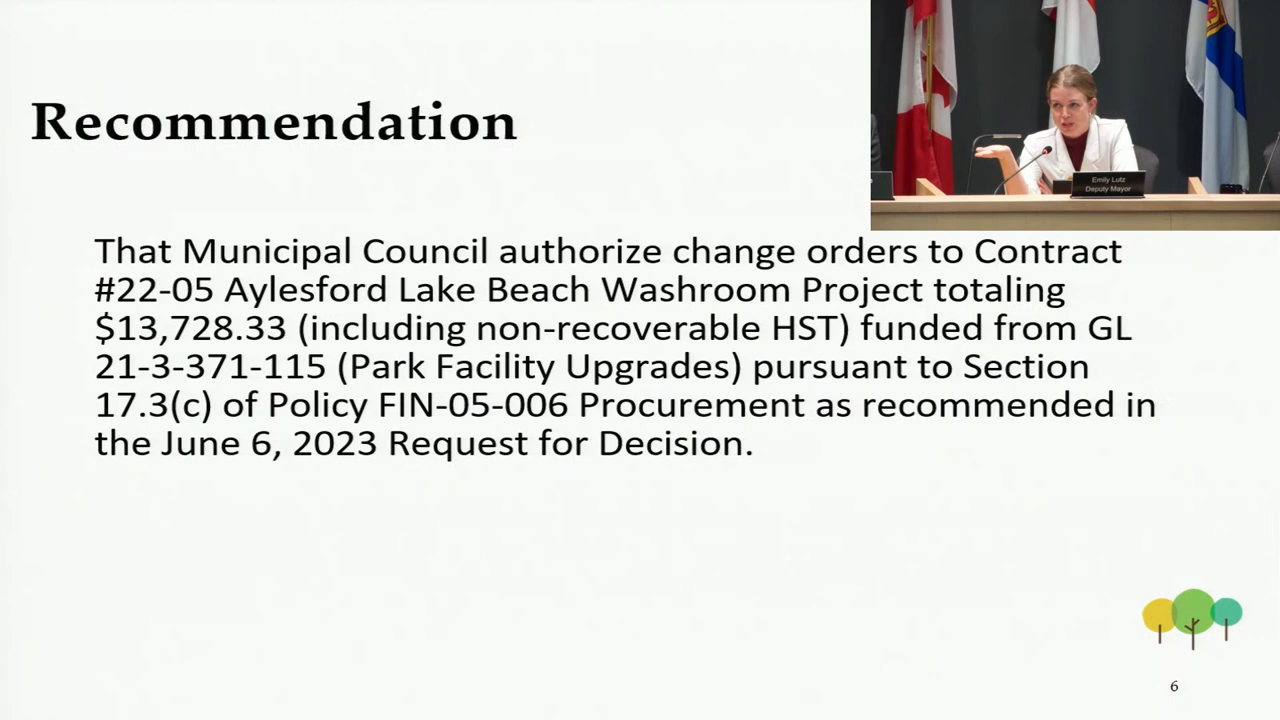 Recommendation
Emily Lutz
Deputy Mayor
That Municipal Council authorize change orders to Contract
#22-05 Aylesford Lake Beach Washroom Project totaling
$13,728.33 (including non-recoverable HST) funded from GL
21-3-371-115 (Park Facility Upgrades) pursuant to Section
17.3(c) of Policy FIN-05-006 Procurement as recommended in
the June 6, 2023 Request for Decision.
6